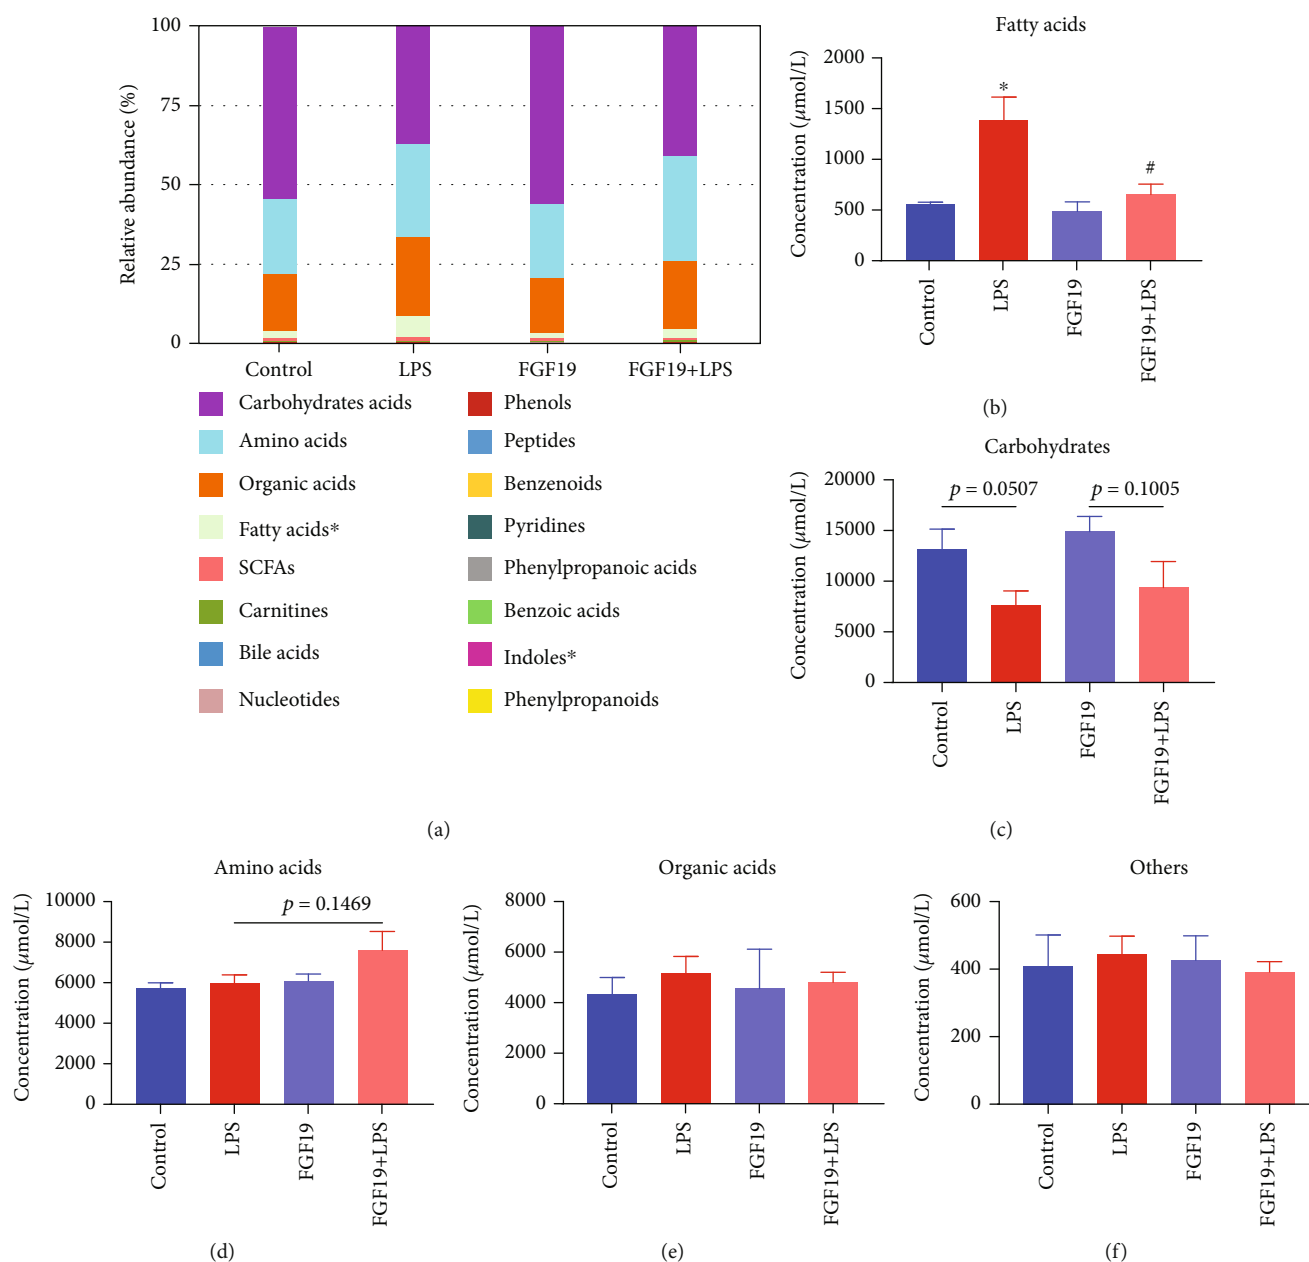 100
75
50
25
0
Relative abundance (%)
Control
LPS
FGF19
FGF19+LPS
Carbohydrates acids
Amino acids
Organic acids
Fatty acids*
SCFAs
Carnitines
Bile acids
Nucleotides
Phenols
Peptides
Benzenoids
Pyridines
Phenylpropanoic acids
Benzoic acids
Indoles*
Phenylpropanoids
(a)
Fatty acids
2000
1500
1000
500
0
Concentration (μmol/L)
*
#
Control
LPS
FGF19
FGF19+LPS
(b)
Carbohydrates
20000
15000
10000
5000
0
Concentration (μmol/L)
p = 0.0507
p = 0.1005
Control
LPS
FGF19
FGF19+LPS
(c)
Amino acids
10000
8000
6000
4000
2000
0
Concentration (μmol/L)
p = 0.1469
Control
LPS
FGF19
FGF19+LPS
(d)
Organic acids
8000
6000
4000
2000
0
Concentration (μmol/L)
Control
LPS
FGF19
FGF19+LPS
(e)
Others
600
400
200
0
Concentration (μmol/L)
Control
LPS
FGF19
FGF19+LPS
(f)